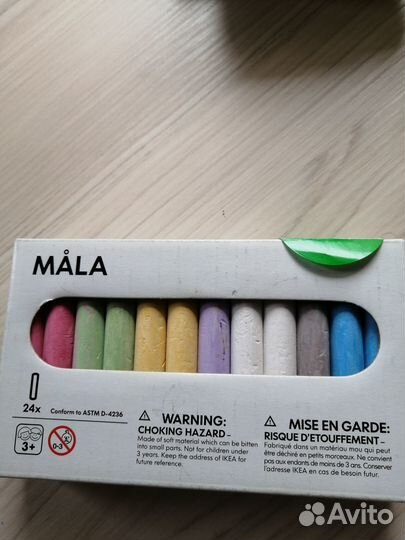 MÅLA
24x
Conform to ASTM D-4236
3+
0-3
WARNING:
CHOKING HAZARD –
Made of soft material which can be bitten
into small parts. Not for children under
3 years. Keep the address of IKEA for
future reference.
MISE EN GARDE:
RISQUE D'ETOUFFEMENT –
Fabriqué dans un matériau mou qui peut
être déchiré en petits morceaux. Ne convient
pas aux enfants de moins de 3 ans. Conserver
l'adresse IKEA en cas de besoin futur.
Avito